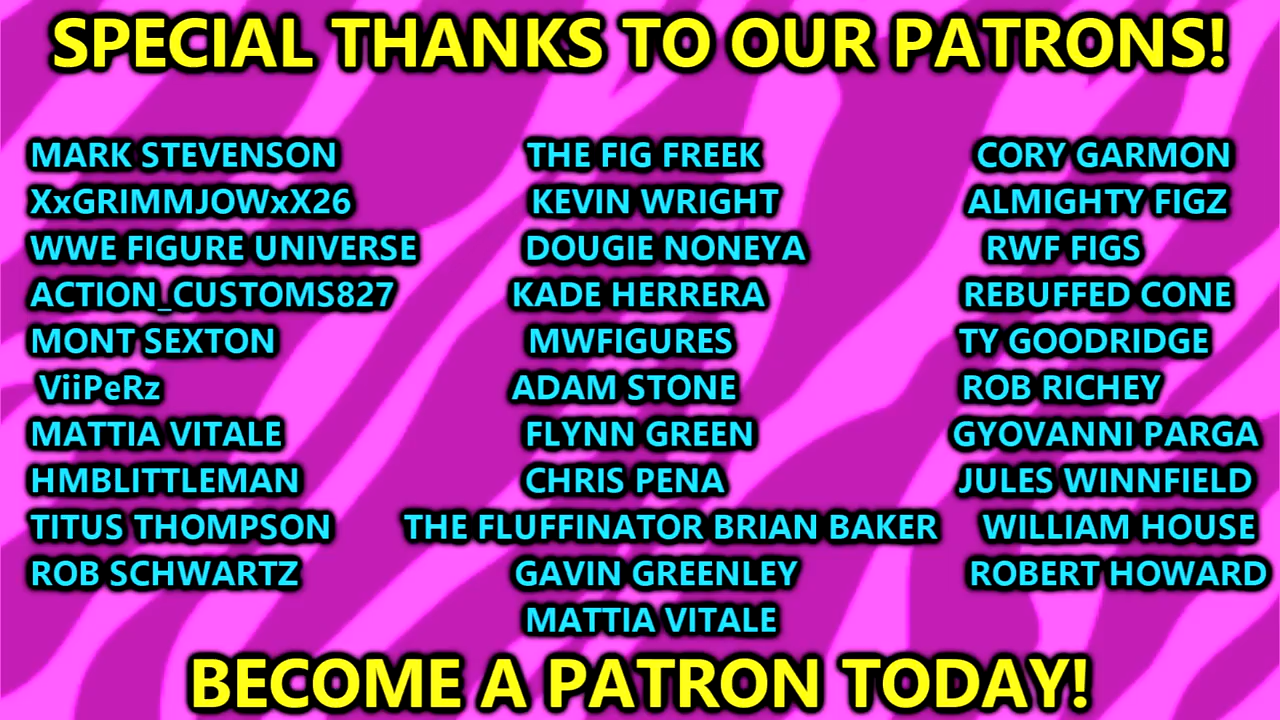 SPECIAL THANKS TO OUR PATRONS!
MARK STEVENSON THE FIG FREEK CORY GARMON
XxGRIMMJOWxX26 KEVIN WRIGHT ALMIGHTY FIGZ
WWE FIGURE UNIVERSE DOUGIE NONEYA RWF FIGS
ACTION_CUSTOMS827 KADE HERRERA REBUFFED CONE
MONT SEXTON MWFIGURES TY GOODRIDGE
ViiPeRz ADAM STONE ROB RICHEY
MATTIA VITALE FLYNN GREEN GYOVANNI PARGA
HMBLITTLEMAN CHRIS PENA JULES WINNFIELD
TITUS THOMPSON THE FLUFFINATOR BRIAN BAKER WILLIAM HOUSE
ROB SCHWARTZ GAVIN GREENLEY ROBERT HOWARD
MATTIA VITALE
BECOME A PATRON TODAY!